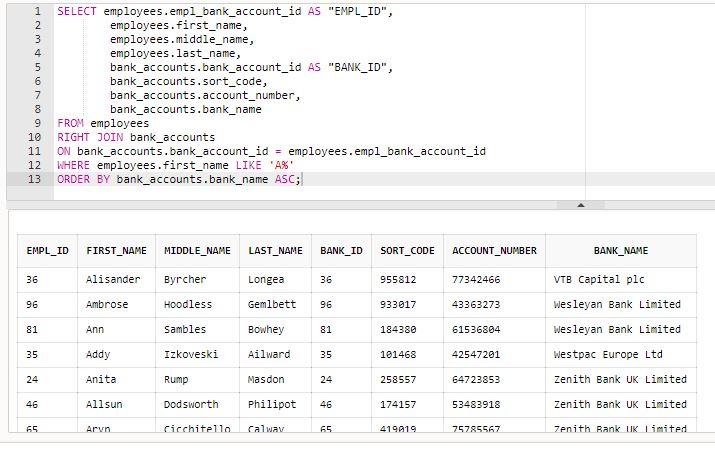 1 SELECT employees.empl_bank_account_id AS "EMPL_ID",
2 employees.first_name,
3 employees.middle_name,
4 employees.last_name,
5 bank_accounts.bank_account_id AS "BANK_ID",
6 bank_accounts.sort_code,
7 bank_accounts.account_number,
8 bank_accounts.bank_name
9 FROM employees
10 RIGHT JOIN bank_accounts
11 ON bank_accounts.bank_account_id = employees.empl_bank_account_id
12 WHERE employees.first_name LIKE 'A%'
13 ORDER BY bank_accounts.bank_name ASC;
EMPL_ID FIRST_NAME MIDDLE_NAME LAST_NAME BANK_ID SORT_CODE ACCOUNT_NUMBER BANK_NAME
36 Alisander Byrcher Longea 36 955812 77342466 VTB Capital plc
96 Ambrose Hoodless Gemlbett 96 933017 43363273 Wesleyan Bank Limited
81 Ann Sambles Bowhey 81 184380 61536804 Wesleyan Bank Limited
35 Addy Izkoveski Ailward 35 101468 42547201 Westpac Europe Ltd
24 Anita Rump Masdon 24 258557 64723853 Zenith Bank UK Limited
46 Allsun Dodsworth Philipot 46 174157 53483918 Zenith Bank UK Limited
65 Aryn Cicchitello Calway 65 419019 75785567 Zenith Bank UK Limited